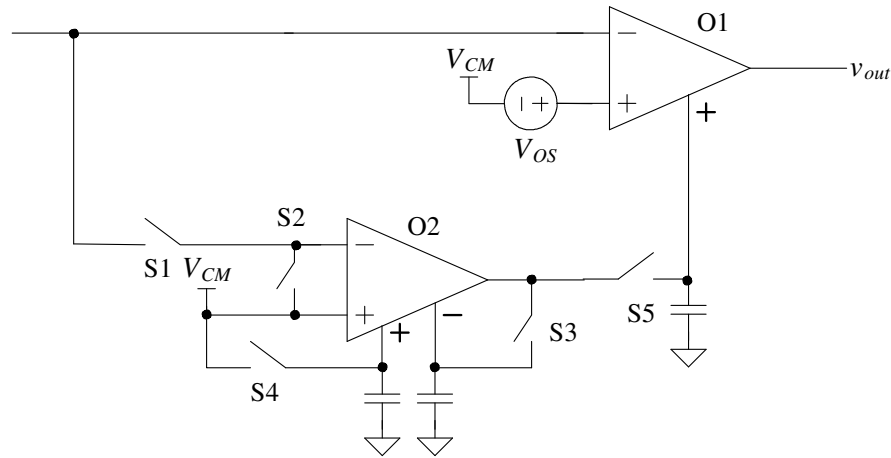 O1
−
V_CM
v_out
+
+
V_OS
S2
O2
−
S1
V_CM
+
S5
+
−
S3
S4